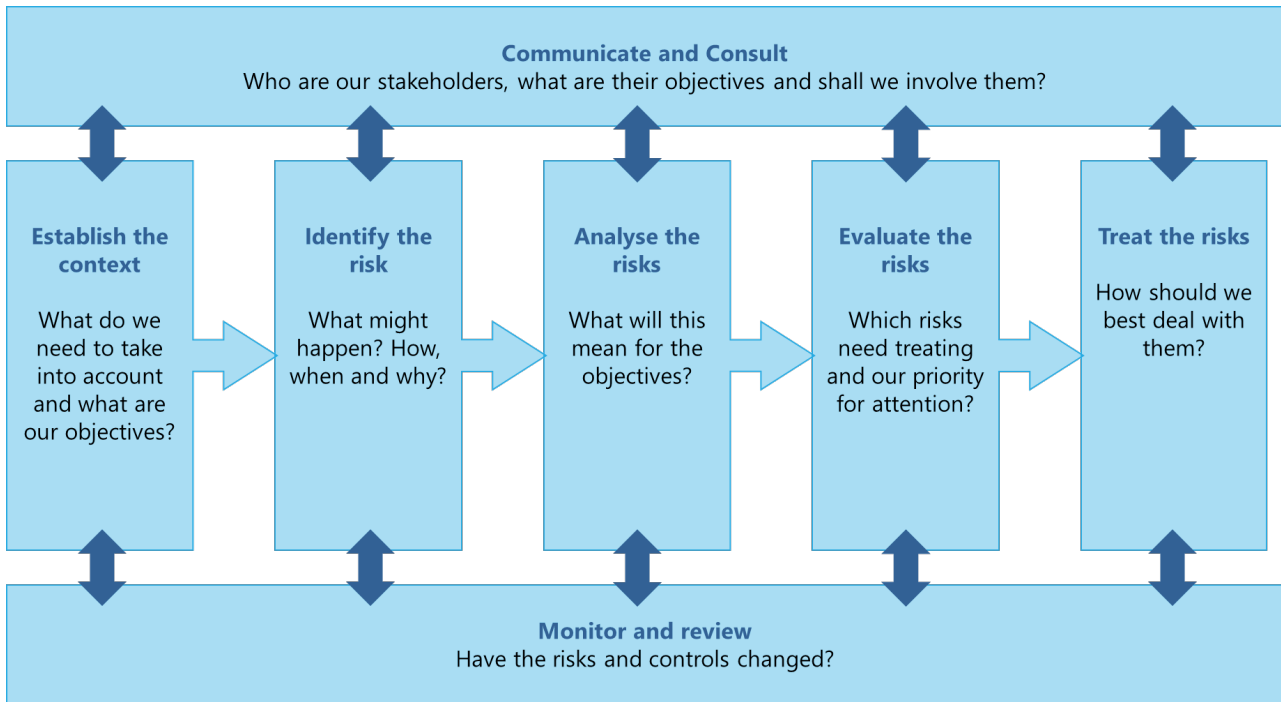 Communicate and Consult
Who are our stakeholders, what are their objectives and shall we involve them?
Establish the
context
What do we
need to take
into account
and what are
our objectives?
Identify the
risk
What might
happen? How,
when and why?
Analyse the
risks
What will this
mean for the
objectives?
Evaluate the
risks
Which risks
need treating
and our priority
for attention?
Treat the risks
How should we
best deal with
them?
Monitor and review
Have the risks and controls changed?